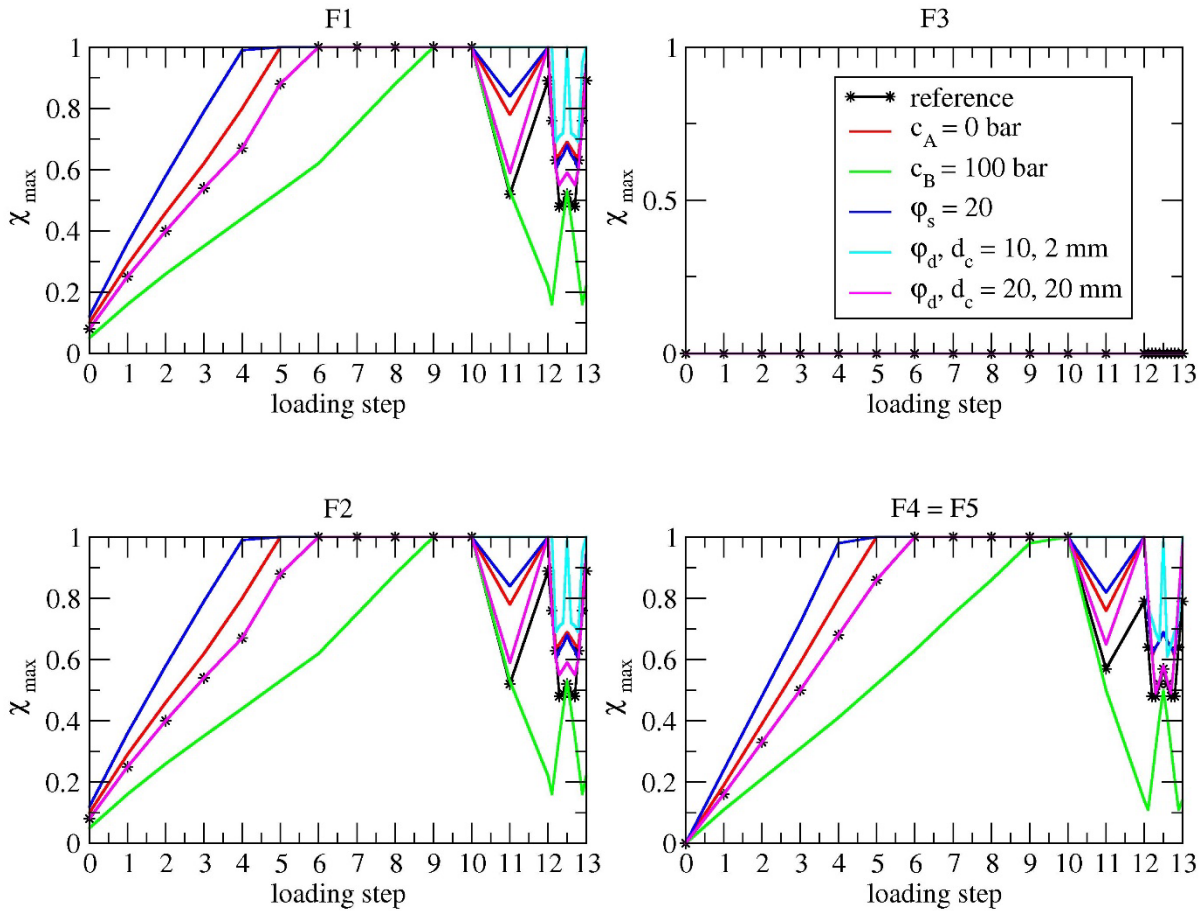 F1
1
0.8
0.6
0.4
0.2
0
χ max
0 1 2 3 4 5 6 7 8 9 10 11 12 13
loading step
F3
1
0.5
0
χ max
0 1 2 3 4 5 6 7 8 9 10 11 12 13
loading step
reference
c_A = 0 bar
c_B = 100 bar
φ_s = 20
φ_d, d_c = 10, 2 mm
φ_d, d_c = 20, 20 mm
F2
1
0.8
0.6
0.4
0.2
0
χ max
0 1 2 3 4 5 6 7 8 9 10 11 12 13
loading step
F4 = F5
1
0.8
0.6
0.4
0.2
0
χ max
0 1 2 3 4 5 6 7 8 9 10 11 12 13
loading step